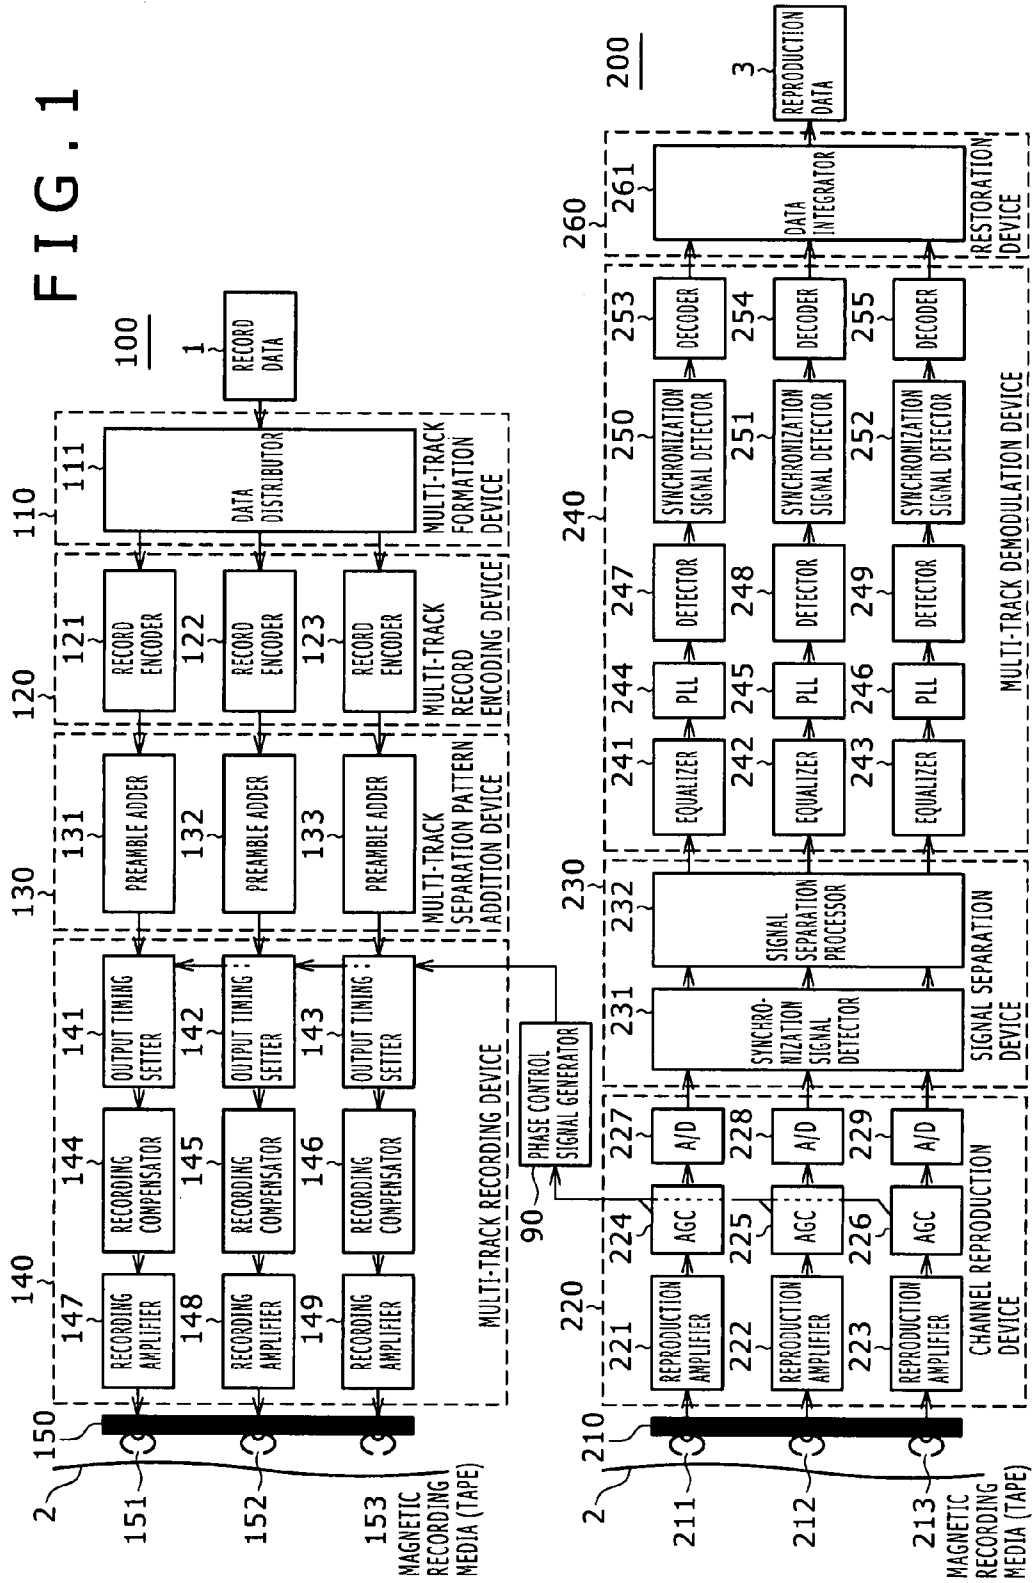 FIG. 1
100
1
RECORD
DATA
110
111
DATA
DISTRIBUTOR
MULTI-TRACK
FORMATION
DEVICE
120
121
RECORD
ENCODER
122
RECORD
ENCODER
123
RECORD
ENCODER
MULTI-TRACK
RECORD
ENCODING DEVICE
130
131
PREAMBLE ADDER
132
PREAMBLE ADDER
133
PREAMBLE ADDER
MULTI-TRACK
SEPARATION PATTERN
ADDITION DEVICE
140
141
OUTPUT TIMING
SETTER
142
OUTPUT TIMING
SETTER
143
OUTPUT TIMING
SETTER
144
RECORDING
COMPENSATOR
145
RECORDING
COMPENSATOR
146
RECORDING
COMPENSATOR
147
RECORDING
AMPLIFIER
148
RECORDING
AMPLIFIER
149
RECORDING
AMPLIFIER
MULTI-TRACK RECORDING DEVICE
150
2
151
152
153
MAGNETIC
RECORDING
MEDIA (TAPE)
90
PHASE CONTROL
SIGNAL GENERATOR
200
210
2
211
212
213
MAGNETIC
RECORDING
MEDIA (TAPE)
220
221
REPRODUCTION
AMPLIFIER
222
REPRODUCTION
AMPLIFIER
223
REPRODUCTION
AMPLIFIER
224
AGC
225
AGC
226
AGC
227
A/D
228
A/D
229
A/D
CHANNEL REPRODUCTION
DEVICE
230
231
SYNCHRO-
NIZATION
SIGNAL
DETECTOR
232
SIGNAL
SEPARATION
PROCESSOR
SIGNAL SEPARATION
DEVICE
240
241
EQUALIZER
242
EQUALIZER
243
EQUALIZER
244
PLL
245
PLL
246
PLL
247
DETECTOR
248
DETECTOR
249
DETECTOR
250
SYNCHRONIZATION
SIGNAL DETECTOR
251
SYNCHRONIZATION
SIGNAL DETECTOR
252
SYNCHRONIZATION
SIGNAL DETECTOR
253
DECODER
254
DECODER
255
DECODER
MULTI-TRACK DEMODULATION DEVICE
260
261
DATA
INTEGRATOR
RESTORATION
DEVICE
3
REPRODUCTION
DATA